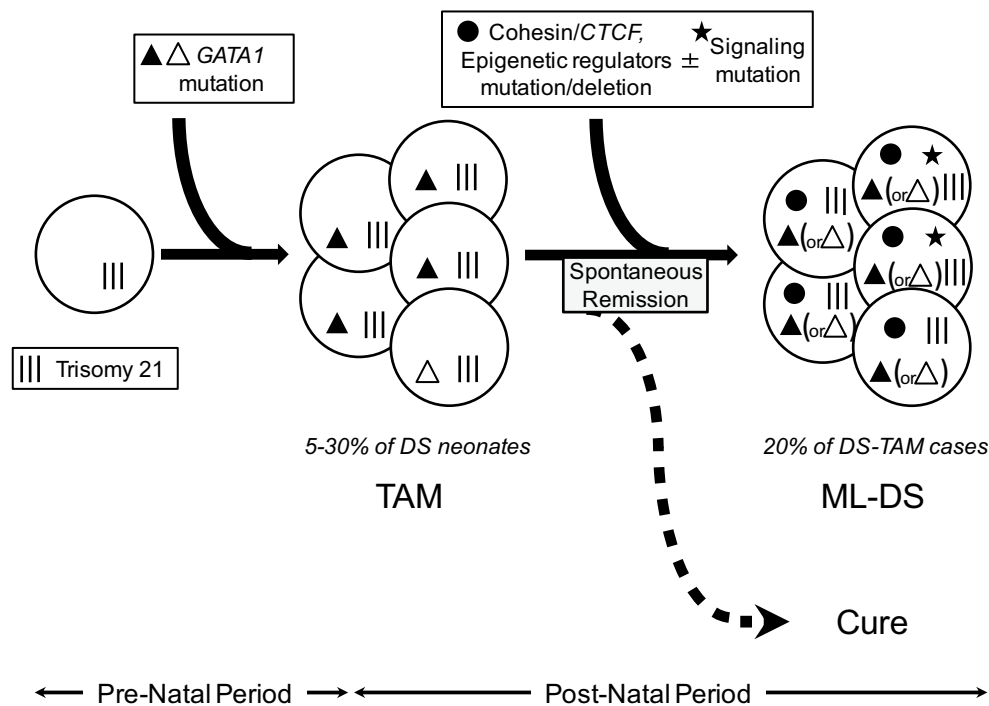 GATA1
mutation
Cohesin/CTCF,
Epigenetic regulators
mutation/deletion
±
Signaling
mutation
Trisomy 21
Spontaneous
Remission
(or )
(or )
(or )
(or )
(or )
5-30% of DS neonates
20% of DS-TAM cases
TAM
ML-DS
Cure
Pre-Natal Period
Post-Natal Period